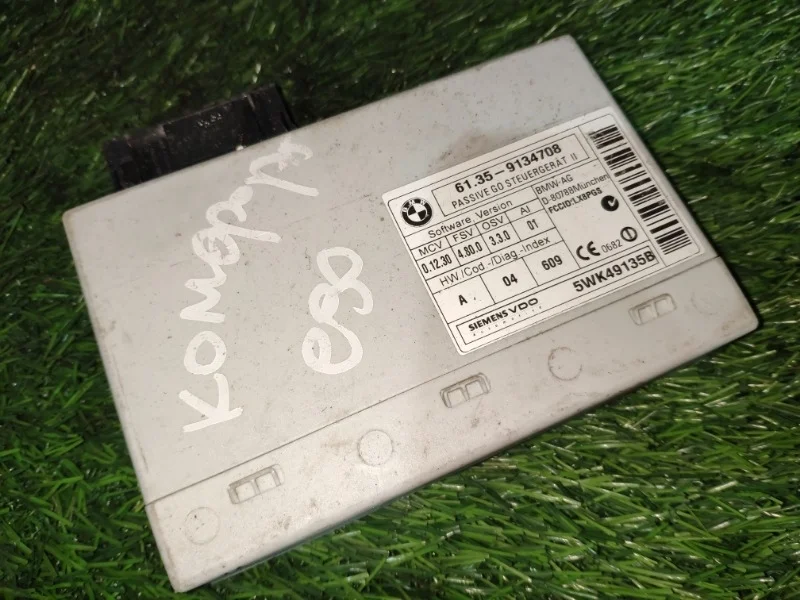 комфорт
e90
61.35-9134708
PASSIVE GO STEUERGERÄT II
Software, Version
MCV FSV OSV AI
0.12.30 4.80.0 3.3.0 01
HW./Cod.-/Diag.-Index
A 04 609
BMW-AG
D-80788München
FCCID:LX8PGS
CE 0682
5WK49135B
SIEMENS VDO